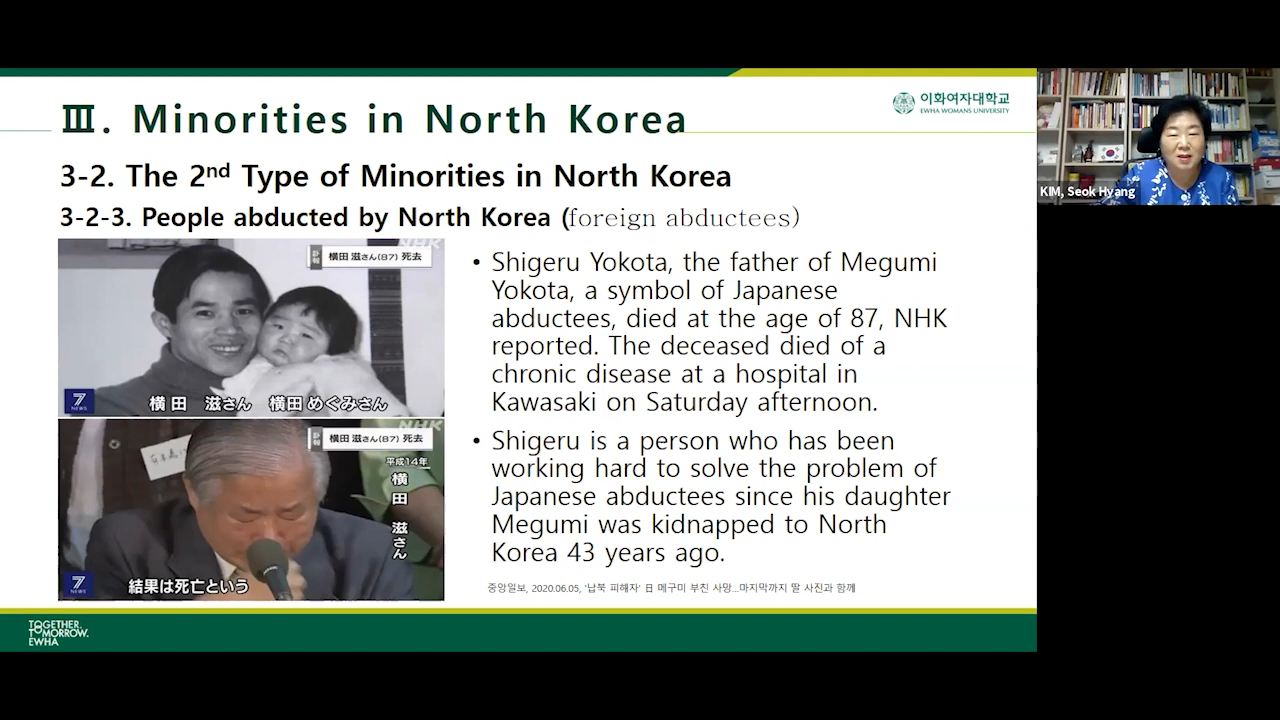 Ⅲ. Minorities in North Korea
이화여자대학교
EWHA WOMANS UNIVERSITY
KIM, Seok Hyang
3-2. The 2nd Type of Minorities in North Korea
3-2-3. People abducted by North Korea (foreign abductees)
NHK
訃報 横田 滋さん(87) 死去
7
NEWS
横田 滋さん 横田めぐみさん
NHK
訃報 横田 滋さん(87) 死去
平成14年
横田 滋さん
7
NEWS
結果は死亡という
• Shigeru Yokota, the father of Megumi
Yokota, a symbol of Japanese
abductees, died at the age of 87, NHK
reported. The deceased died of a
chronic disease at a hospital in
Kawasaki on Saturday afternoon.
• Shigeru is a person who has been
working hard to solve the problem of
Japanese abductees since his daughter
Megumi was kidnapped to North
Korea 43 years ago.
중앙일보, 2020.06.05, '납북 피해자' 日 메구미 부친 사망...마지막까지 딸 사진과 함께
TOGETHER.
TOMORROW.
EWHA